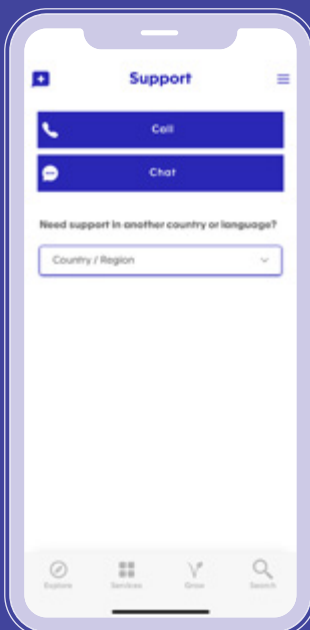 Support
Call
Chat
Need support in another country or language?
Country / Region
Explore Services Grow Search